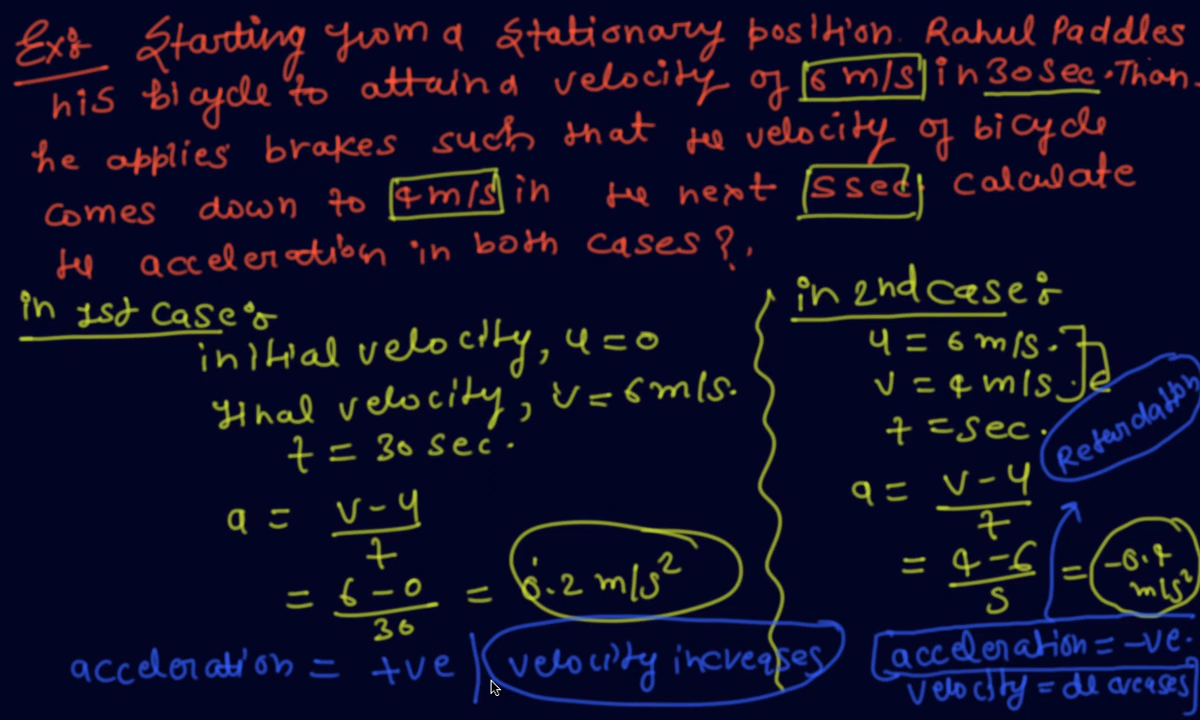 Ex: Starting from a stationary position. Rahul Paddles
his bicycle to attain a velocity of 6 m/s in 30 sec. Than
he applies brakes such that the velocity of bicycle
comes down to 4 m/s in the next 5 sec. calculate
the acceleration in both cases?.
in 1st case:
initial velocity, u = 0
final velocity, v = 6 m/s.
t = 30 sec.
a = v - u / t
= 6 - 0 / 30 = 0.2 m/s²
acceleration = +ve | velocity increases
in 2nd case:
u = 6 m/s.
v = 4 m/s.
t = sec.
Retardation
a = v - u / t
= 4 - 6 / 5 = -0.4 m/s²
acceleration = -ve.
velocity = decreases